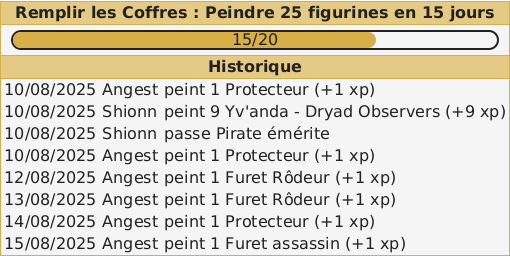 Remplir les Coffres : Peindre 25 figurines en 15 jours
15/20
Historique
10/08/2025 Angest peint 1 Protecteur (+1 xp)
10/08/2025 Shionn peint 9 Yv'anda - Dryad Observers (+9 xp)
10/08/2025 Shionn passe Pirate émérite
10/08/2025 Angest peint 1 Protecteur (+1 xp)
12/08/2025 Angest peint 1 Furet Rôdeur (+1 xp)
13/08/2025 Angest peint 1 Furet Rôdeur (+1 xp)
14/08/2025 Angest peint 1 Protecteur (+1 xp)
15/08/2025 Angest peint 1 Furet assassin (+1 xp)